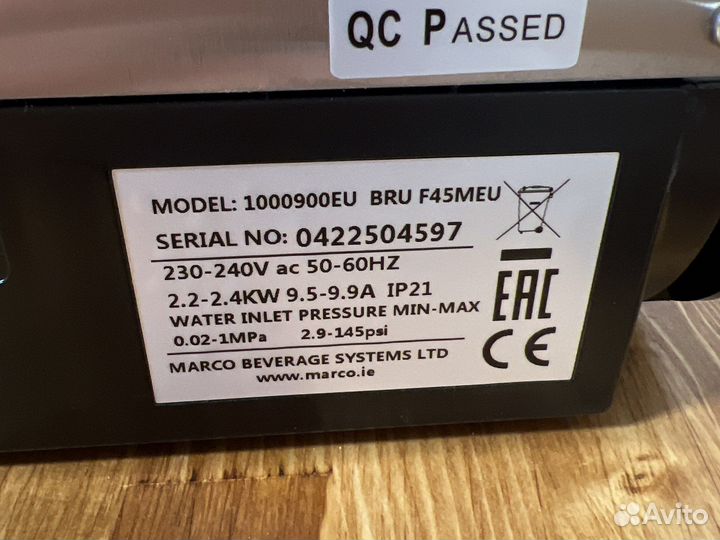 QC PASSED
MODEL: 1000900EU BRU F45MEU
SERIAL NO: 0422504597
230-240V ac 50-60HZ
2.2-2.4KW 9.5-9.9A IP21
WATER INLET PRESSURE MIN-MAX
0.02-1MPa 2.9-145psi
MARCO BEVERAGE SYSTEMS LTD
www.marco.ie
EAC
CE
Avito